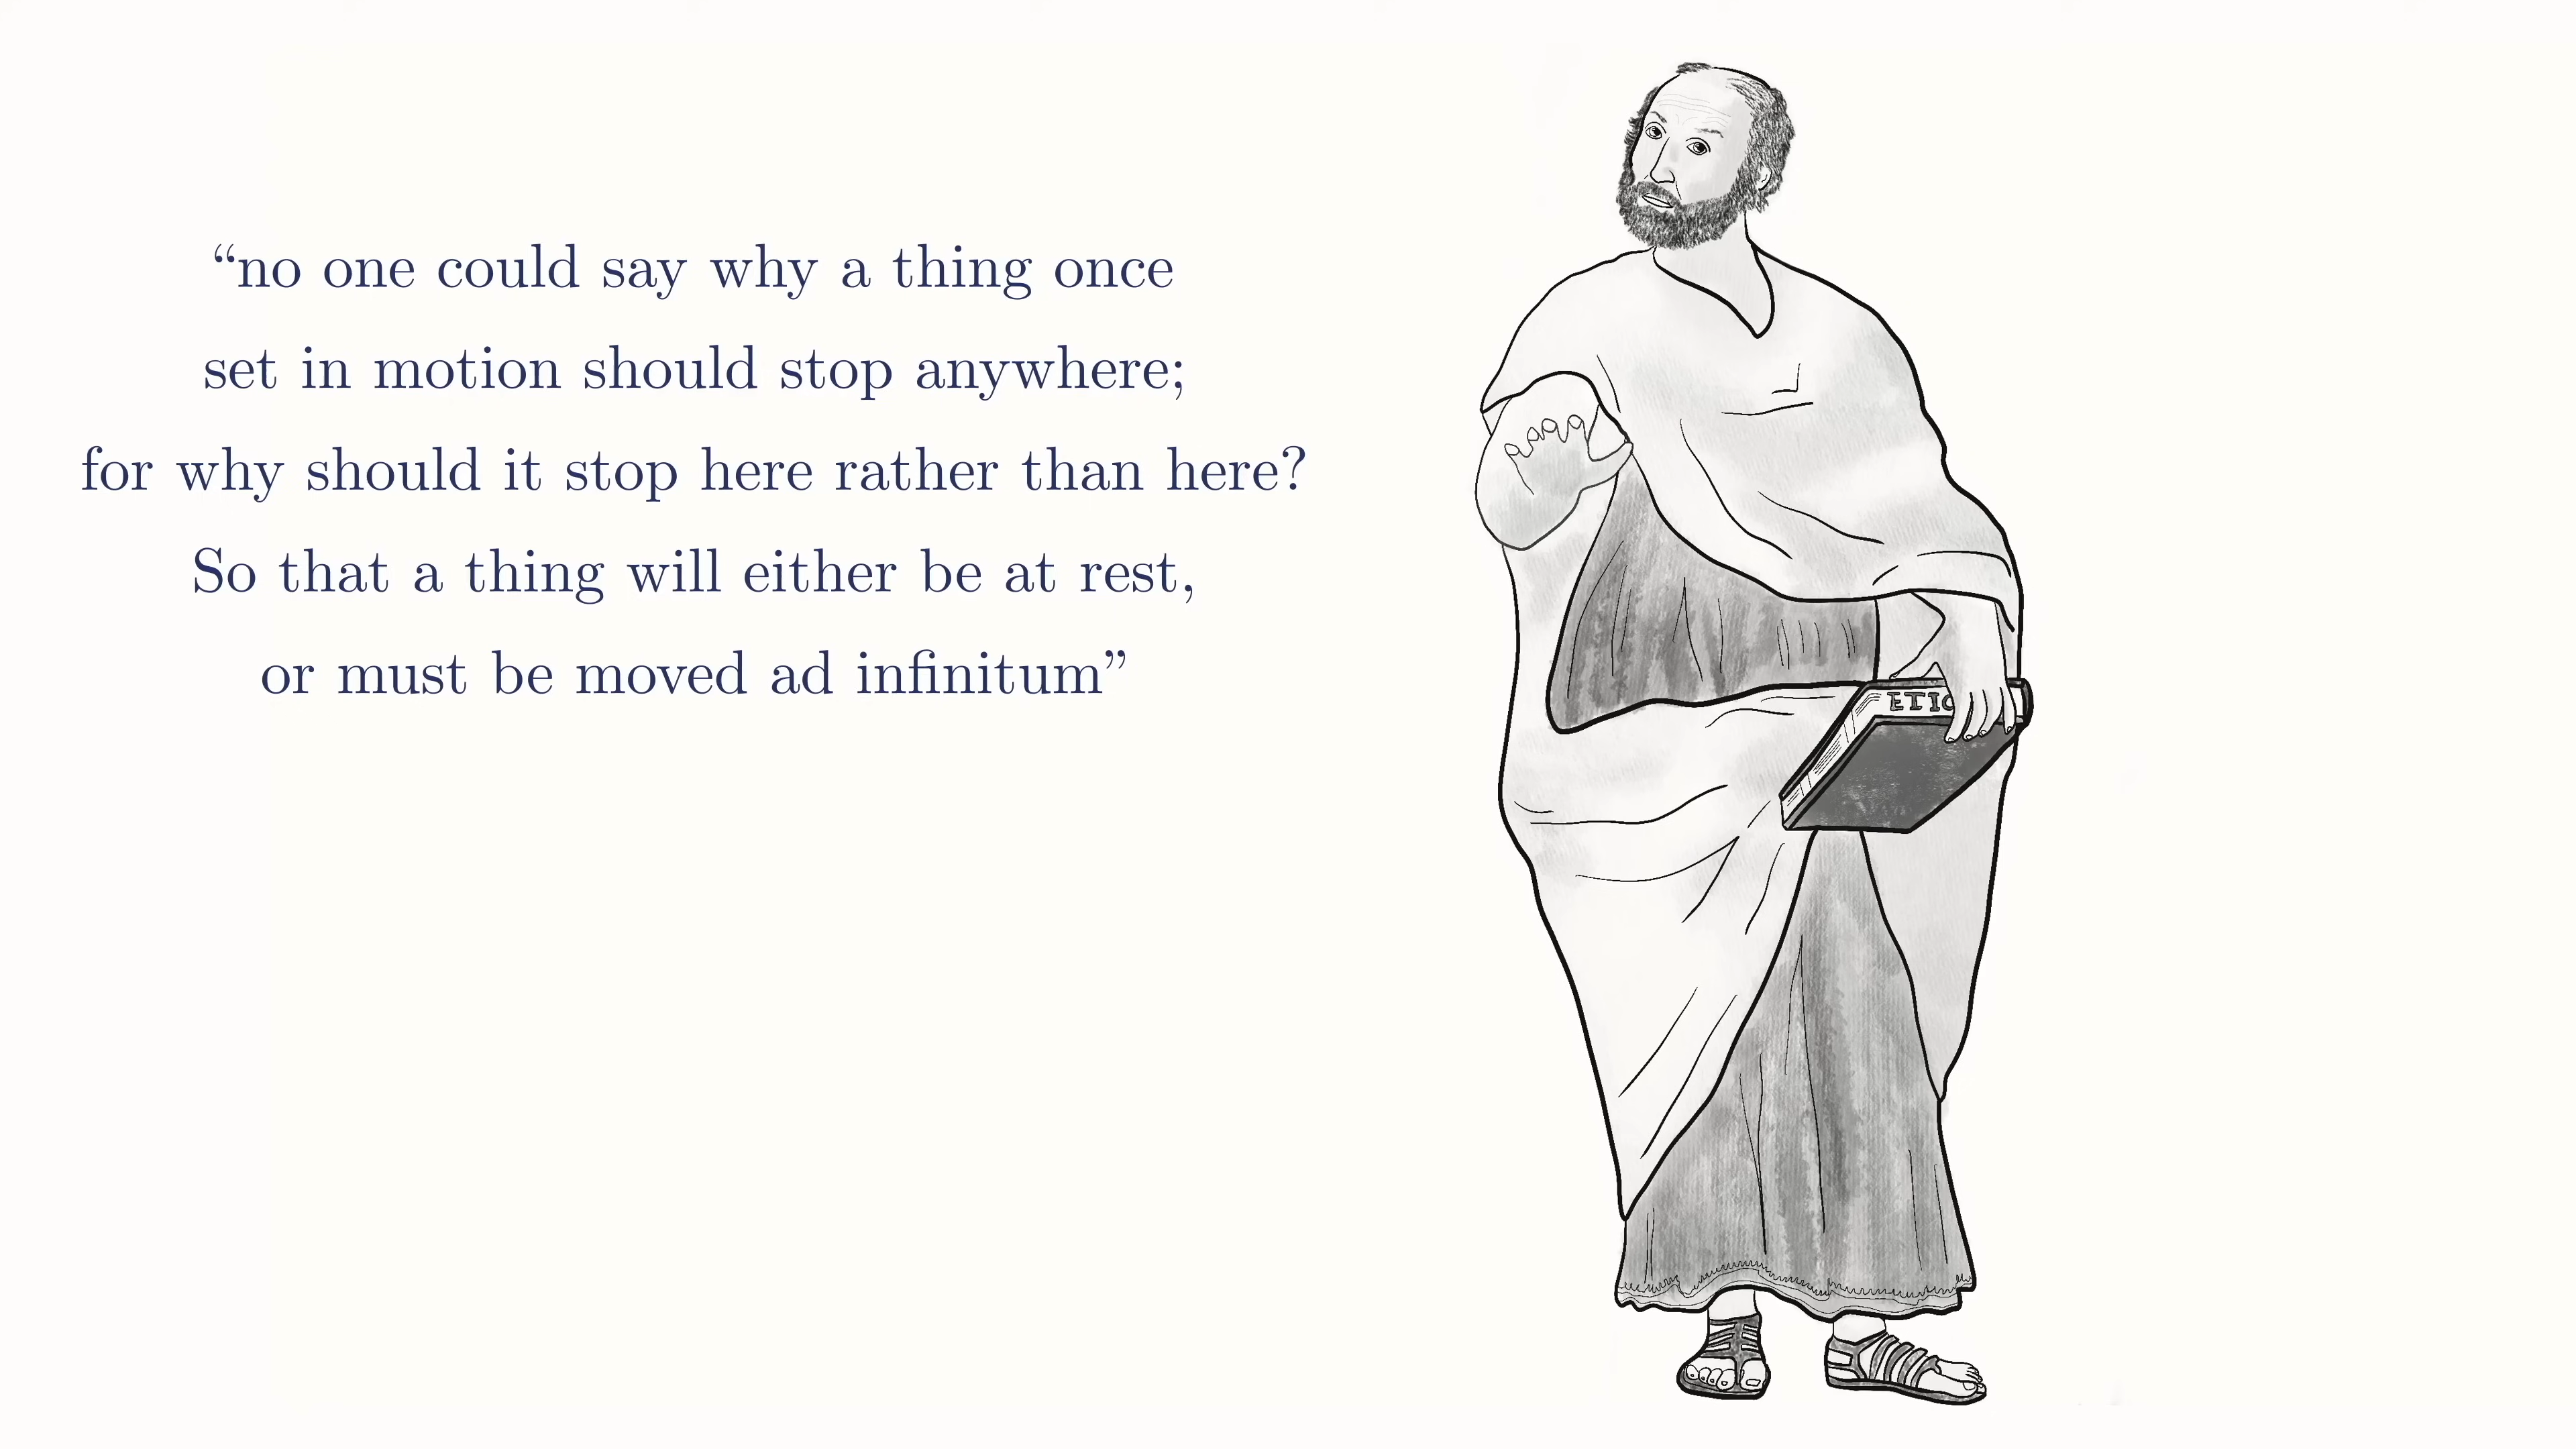 “no one could say why a thing once
set in motion should stop anywhere;
for why should it stop here rather than here?
So that a thing will either be at rest,
or must be moved ad infinitum”
ETIC